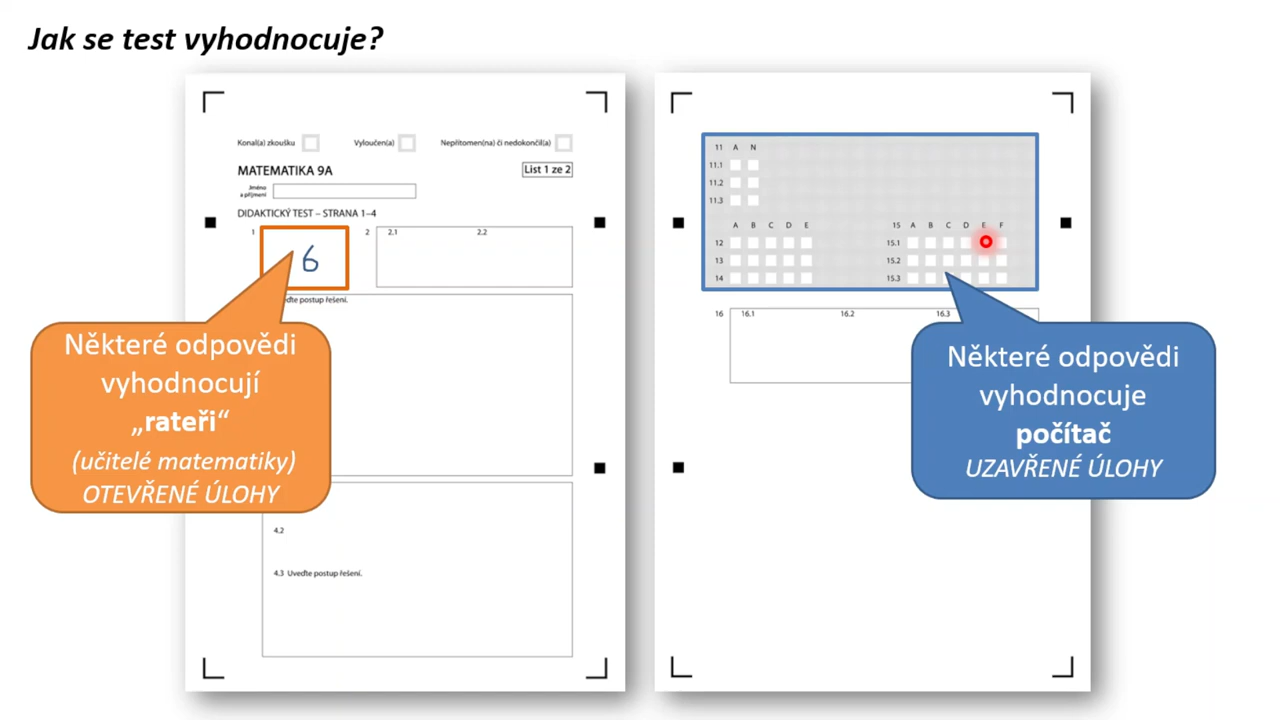 Jak se test vyhodnocuje?
Konal(a) zkoušku Vyloučen(a) Nepřítomen(na) či nedokončil(a)
MATEMATIKA 9A List 1 ze 2
Jméno
a příjmení
DIDAKTICKÝ TEST – STRANA 1–4
1 2 2.1 2.2
6
postup řešení.
4.2
4.3 Uveďte postup řešení.
Některé odpovědi
vyhodnocují
„rateři“
(učitelé matematiky)
OTEVŘENÉ ÚLOHY
11 A N
11.1
11.2
11.3
A B C D E
12
13
14
15 A B C D E F
15.1
15.2
15.3
16 16.1 16.2 16.3
Některé odpovědi
vyhodnocuje
počítač
UZAVŘENÉ ÚLOHY